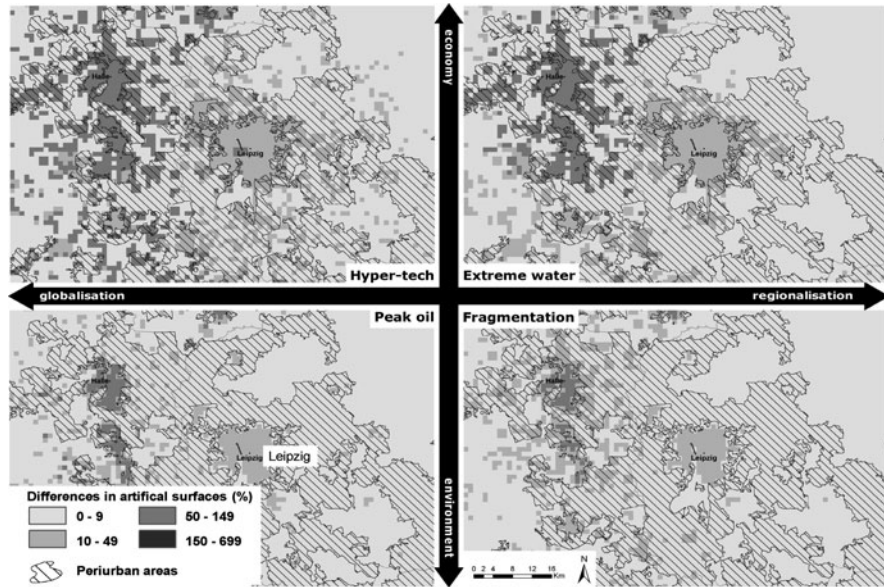 economy
Halle
Leipzig
Halle
Leipzig
Hyper-tech
Extreme water
globalisation
regionalisation
Peak oil
Fragmentation
Halle
Leipzig
Leipzig
Halle
Leipzig
environment
Differences in artifical surfaces (%)
0 - 9
50 - 149
10 - 49
150 - 699
Periurban areas
0 2 4 8 12 16
Km
N